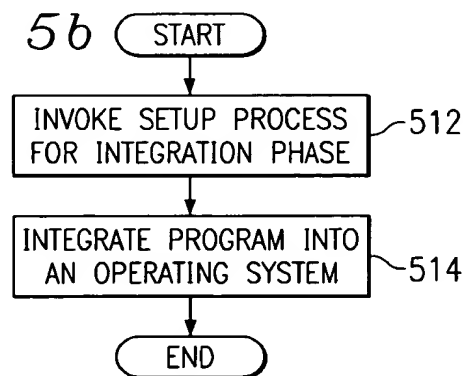 5b
START
INVOKE SETUP PROCESS
FOR INTEGRATION PHASE
512
INTEGRATE PROGRAM INTO
AN OPERATING SYSTEM
514
END